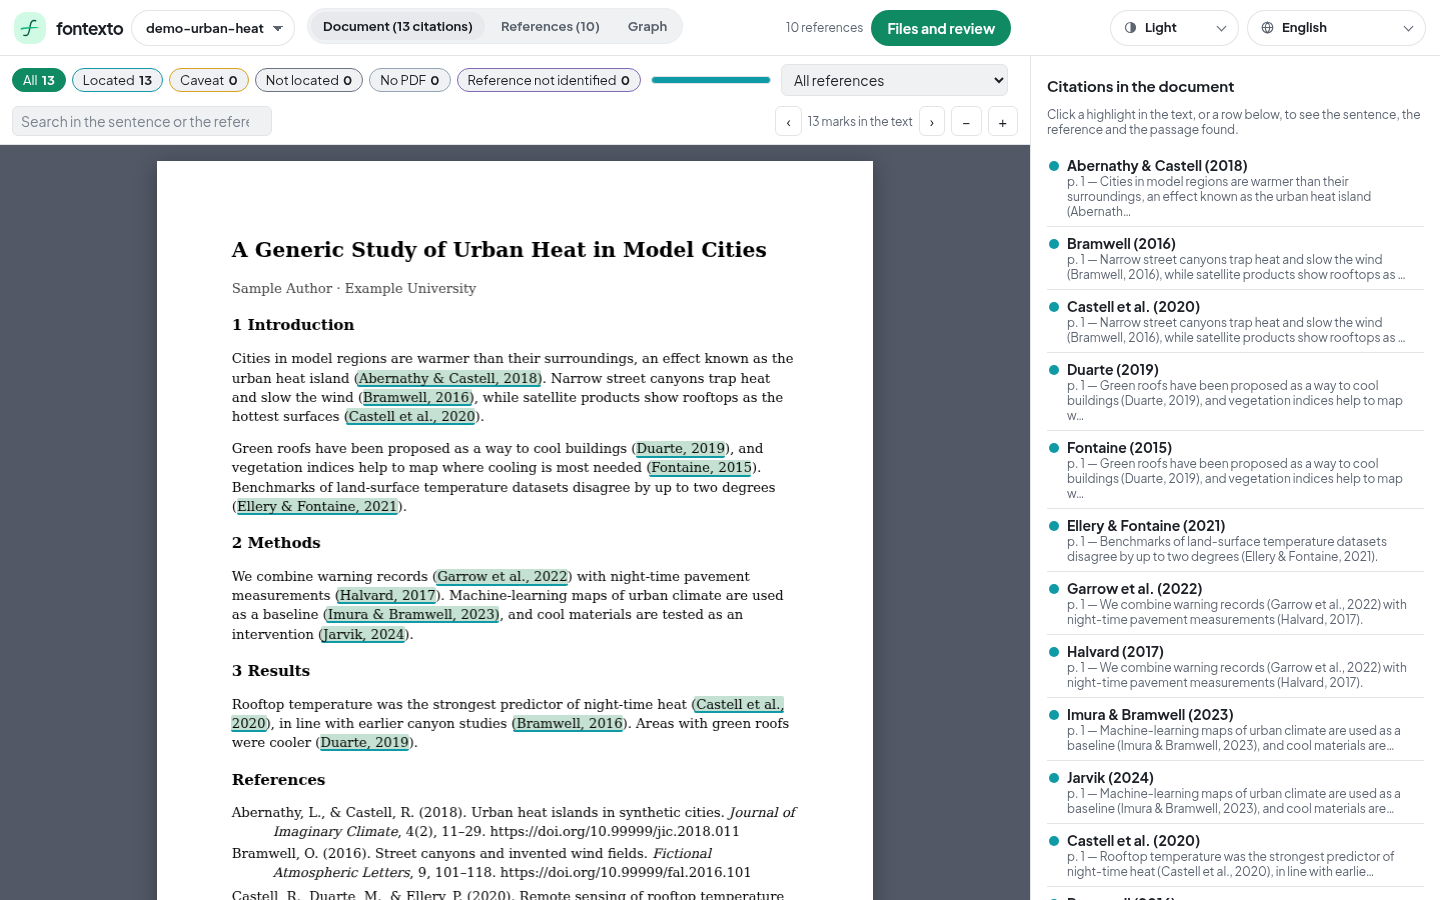 fontexto
demo-urban-heat
Document (13 citations)
References (10)
Graph
10 references
Files and review
Light
English
All 13
Located 13
Caveat 0
Not located 0
No PDF 0
Reference not identified 0
All references
Search in the sentence or the refere
‹
13 marks in the text
›
−
+
A Generic Study of Urban Heat in Model Cities
Sample Author · Example University
1 Introduction
Cities in model regions are warmer than their surroundings, an effect known as the
urban heat island (Abernathy & Castell, 2018). Narrow street canyons trap heat
and slow the wind (Bramwell, 2016), while satellite products show rooftops as the
hottest surfaces (Castell et al., 2020).
Green roofs have been proposed as a way to cool buildings (Duarte, 2019), and
vegetation indices help to map where cooling is most needed (Fontaine, 2015).
Benchmarks of land-surface temperature datasets disagree by up to two degrees
(Ellery & Fontaine, 2021).
2 Methods
We combine warning records (Garrow et al., 2022) with night-time pavement
measurements (Halvard, 2017). Machine-learning maps of urban climate are used
as a baseline (Imura & Bramwell, 2023), and cool materials are tested as an
intervention (Jarvik, 2024).
3 Results
Rooftop temperature was the strongest predictor of night-time heat (Castell et al.,
2020), in line with earlier canyon studies (Bramwell, 2016). Areas with green roofs
were cooler (Duarte, 2019).
References
Abernathy, L., & Castell, R. (2018). Urban heat islands in synthetic cities. Journal of
Imaginary Climate, 4(2), 11–29. https://doi.org/10.99999/jic.2018.011
Bramwell, O. (2016). Street canyons and invented wind fields. Fictional
Atmospheric Letters, 9, 101–118. https://doi.org/10.99999/fal.2016.101
Castell, R., Duarte, M., & Ellery, P. (2020). Remote sensing of rooftop temperature
Citations in the document
Click a highlight in the text, or a row below, to see the sentence, the
reference and the passage found.
Abernathy & Castell (2018)
p. 1 — Cities in model regions are warmer than their
surroundings, an effect known as the urban heat island
(Abernath…
Bramwell (2016)
p. 1 — Narrow street canyons trap heat and slow the wind
(Bramwell, 2016), while satellite products show rooftops as …
Castell et al. (2020)
p. 1 — Narrow street canyons trap heat and slow the wind
(Bramwell, 2016), while satellite products show rooftops as …
Duarte (2019)
p. 1 — Green roofs have been proposed as a way to cool
buildings (Duarte, 2019), and vegetation indices help to map
w…
Fontaine (2015)
p. 1 — Green roofs have been proposed as a way to cool
buildings (Duarte, 2019), and vegetation indices help to map
w…
Ellery & Fontaine (2021)
p. 1 — Benchmarks of land-surface temperature datasets
disagree by up to two degrees (Ellery & Fontaine, 2021).
Garrow et al. (2022)
p. 1 — We combine warning records (Garrow et al., 2022) with
night-time pavement measurements (Halvard, 2017).
Halvard (2017)
p. 1 — We combine warning records (Garrow et al., 2022) with
night-time pavement measurements (Halvard, 2017).
Imura & Bramwell (2023)
p. 1 — Machine-learning maps of urban climate are used as a
baseline (Imura & Bramwell, 2023), and cool materials are…
Jarvik (2024)
p. 1 — Machine-learning maps of urban climate are used as a
baseline (Imura & Bramwell, 2023), and cool materials are…
Castell et al. (2020)
p. 1 — Rooftop temperature was the strongest predictor of
night-time heat (Castell et al., 2020), in line with earlie…